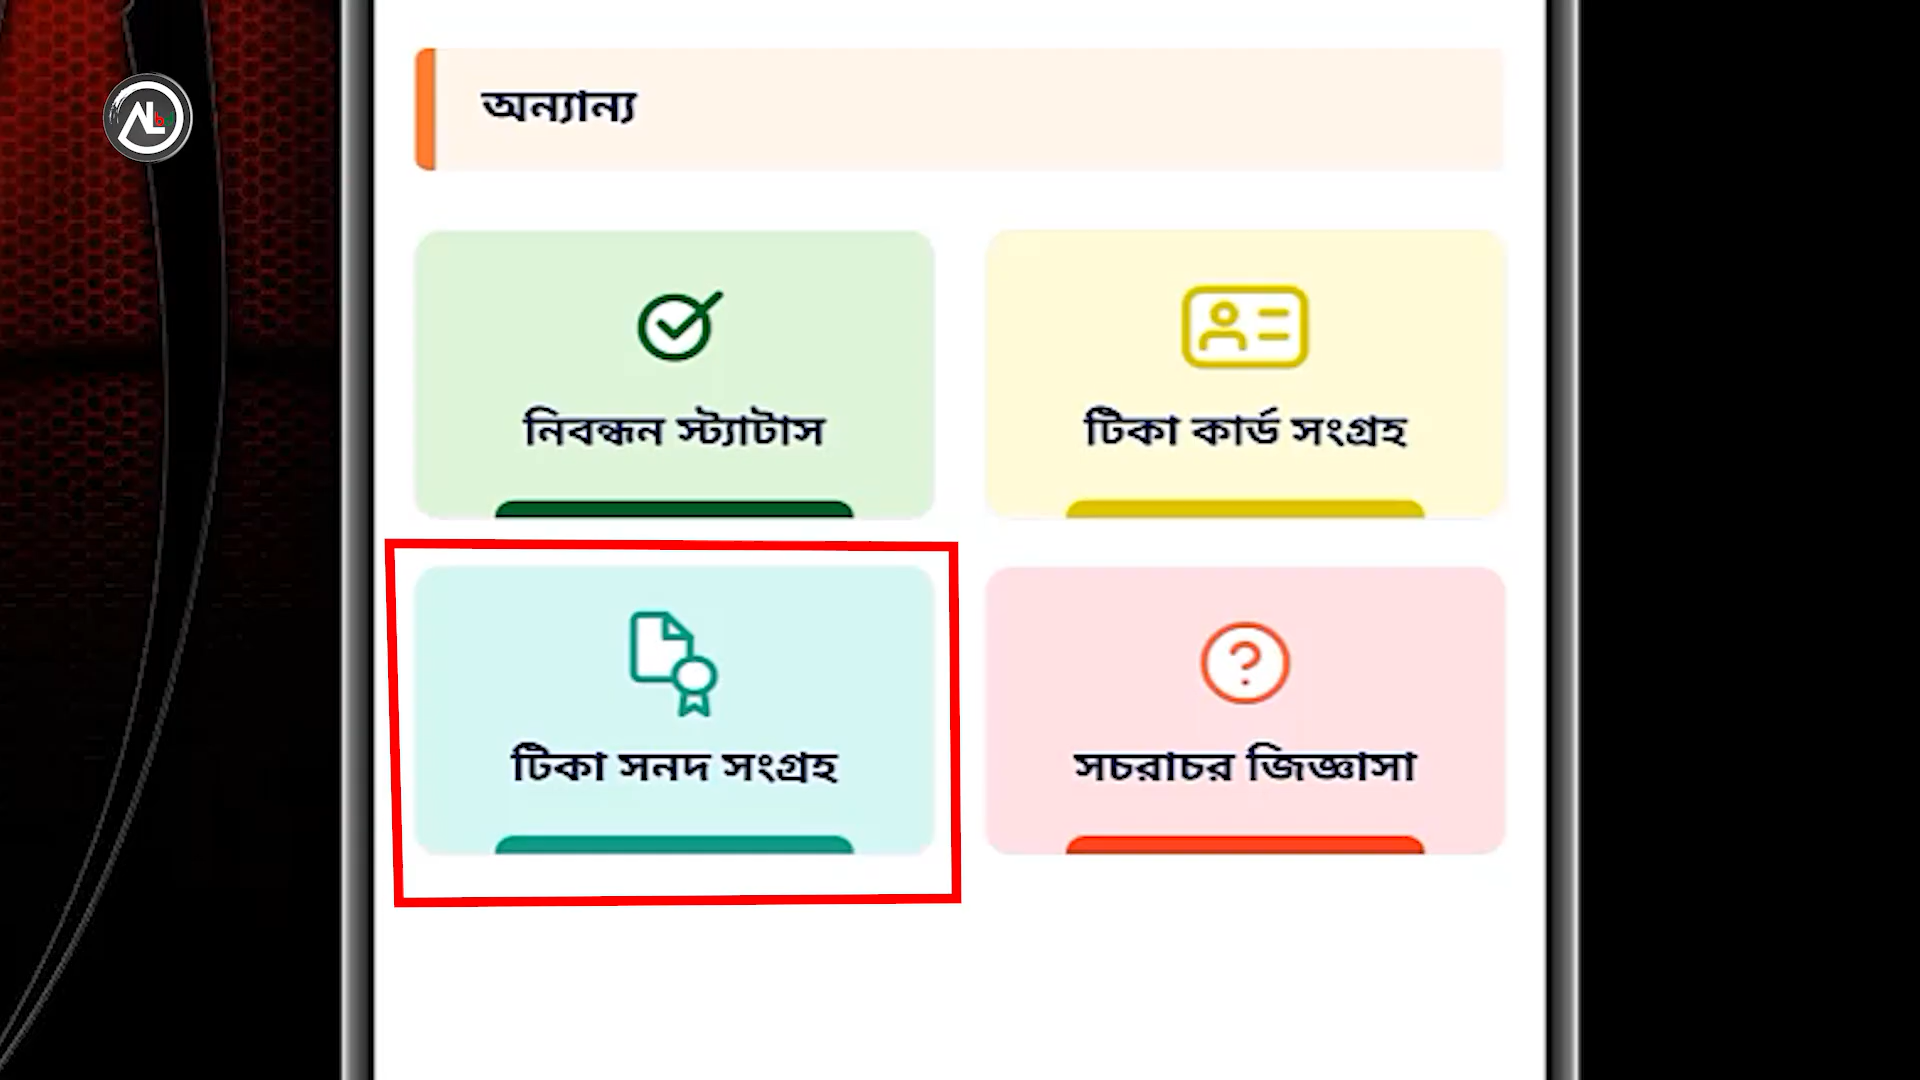 অন্যান্য
নিবন্ধন স্ট্যাটাস
টিকা কার্ড সংগ্রহ
টিকা সনদ সংগ্রহ
সচরাচর জিজ্ঞাসা